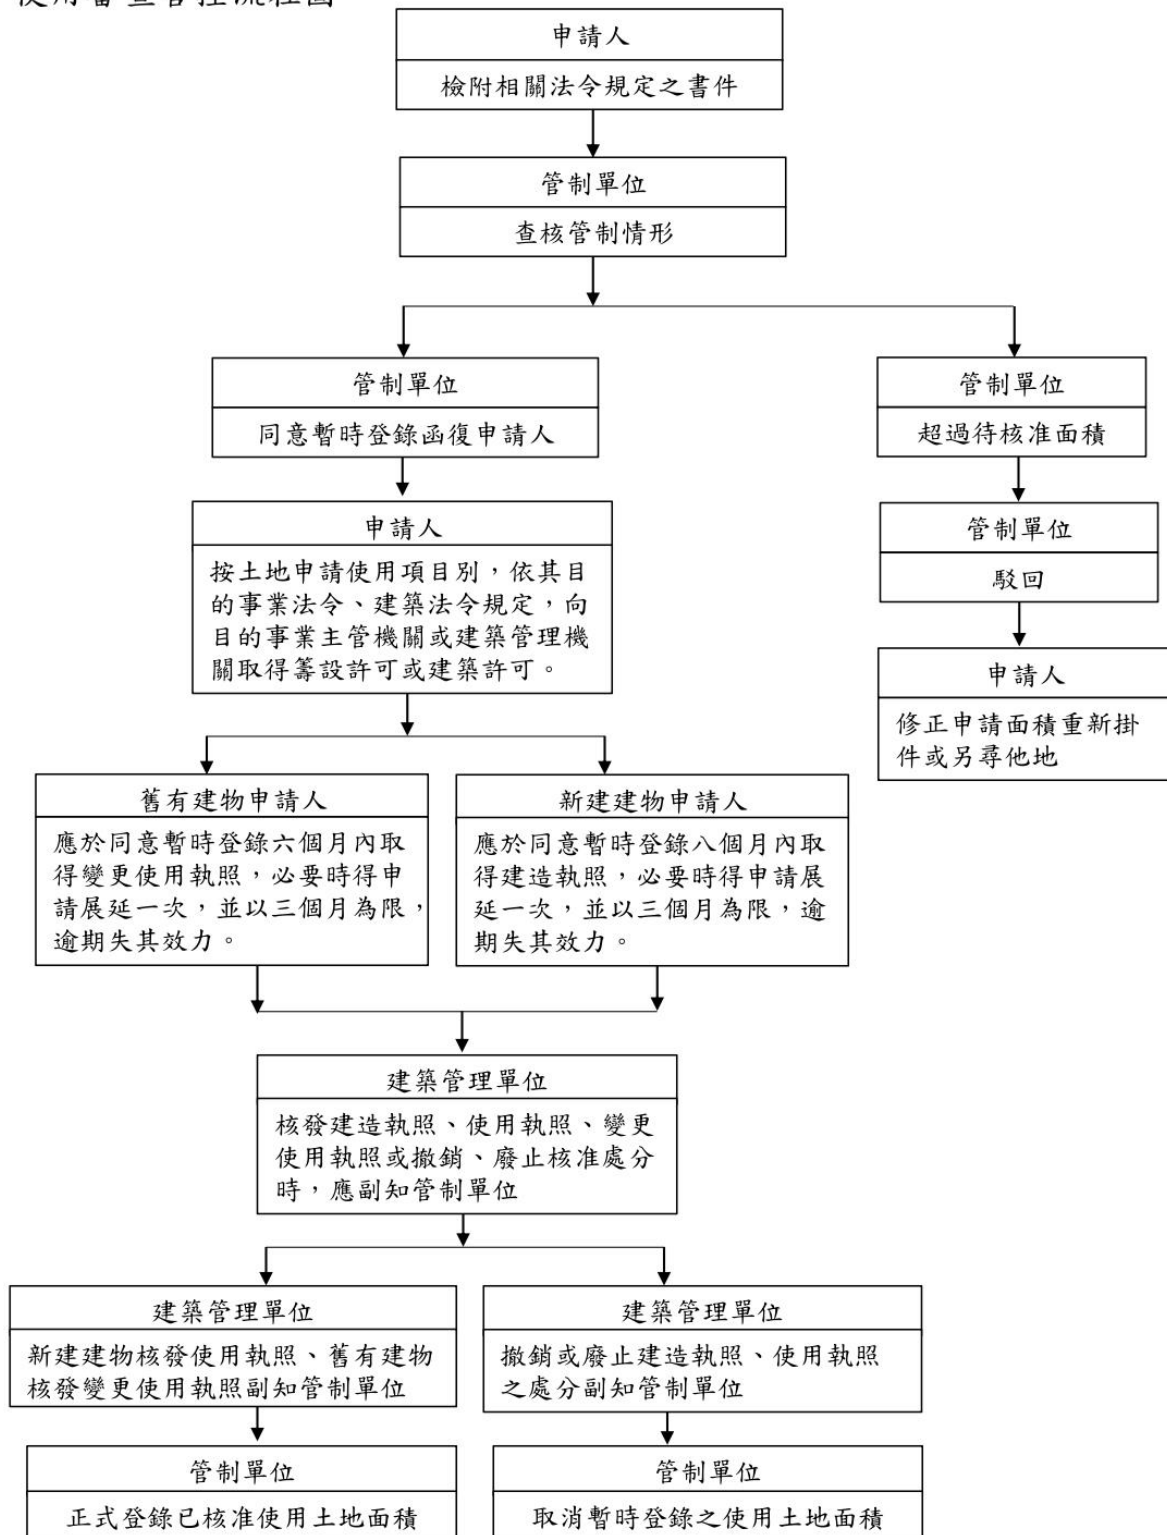 使用審查管控流程圖
申請人
檢附相關法令規定之書件
管制單位
查核管制情形
管制單位
同意暫時登錄函復申請人
管制單位
超過待核准面積
申請人
按土地申請使用項目別，依其目
的事業法令、建築法令規定，向
目的事業主管機關或建築管理機
關取得籌設許可或建築許可。
管制單位
駁回
申請人
修正申請面積重新掛
件或另尋他地
舊有建物申請人
應於同意暫時登錄六個月內取
得變更使用執照，必要時得申
請展延一次，並以三個月為限，
逾期失其效力。
新建建物申請人
應於同意暫時登錄八個月內取
得建造執照，必要時得申請展
延一次，並以三個月為限，逾
期失其效力。
建築管理單位
核發建造執照、使用執照、變更
使用執照或撤銷、廢止核准處分
時，應副知管制單位
建築管理單位
新建建物核發使用執照、舊有建物
核發變更使用執照副知管制單位
建築管理單位
撤銷或廢止建造執照、使用執照
之處分副知管制單位
管制單位
正式登錄已核准使用土地面積
管制單位
取消暫時登錄之使用土地面積